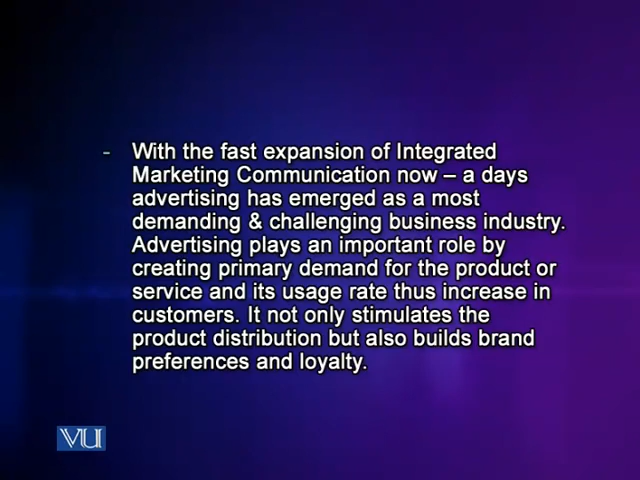 - With the fast expansion of Integrated
Marketing Communication now – a days
advertising has emerged as a most
demanding & challenging business industry.
Advertising plays an important role by
creating primary demand for the product or
service and its usage rate thus increase in
customers. It not only stimulates the
product distribution but also builds brand
preferences and loyalty.
VU